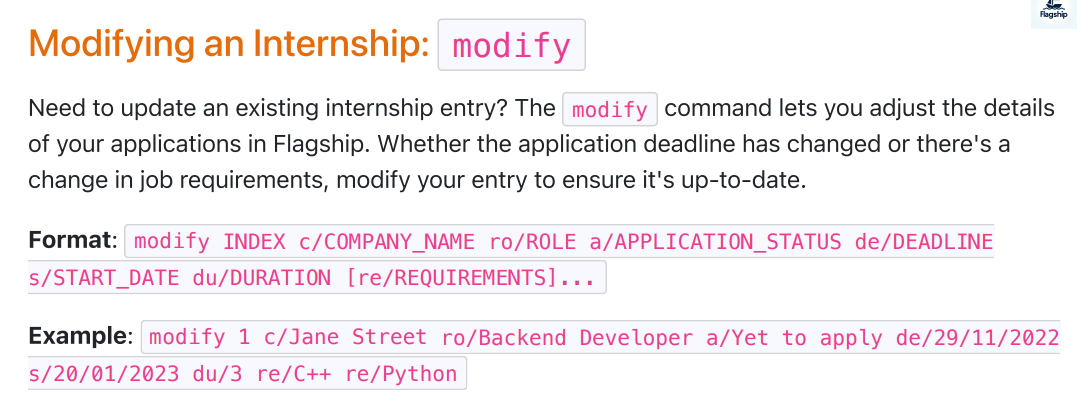 Flagship
Modifying an Internship: modify
Need to update an existing internship entry? The modify command lets you adjust the details
of your applications in Flagship. Whether the application deadline has changed or there's a
change in job requirements, modify your entry to ensure it's up-to-date.
Format: modify INDEX c/COMPANY_NAME ro/ROLE a/APPLICATION_STATUS de/DEADLINE
s/START_DATE du/DURATION [re/REQUIREMENTS]...
Example: modify 1 c/Jane Street ro/Backend Developer a/Yet to apply de/29/11/2022
s/20/01/2023 du/3 re/C++ re/Python